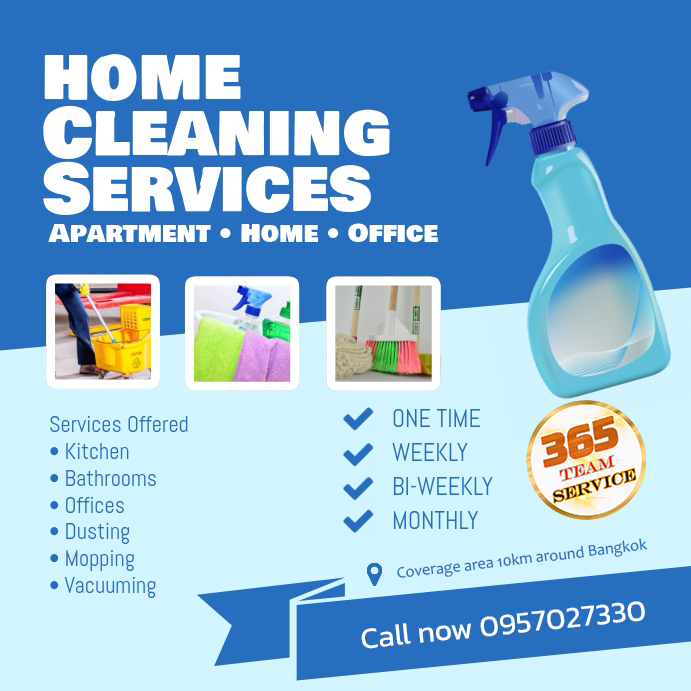 HOME
CLEANING
SERVICES
APARTMENT • HOME • OFFICE
Services Offered
• Kitchen
• Bathrooms
• Offices
• Dusting
• Mopping
• Vacuuming
ONE TIME
WEEKLY
BI-WEEKLY
MONTHLY
365
TEAM
SERVICE
Coverage area 10km around Bangkok
Call now 0957027330